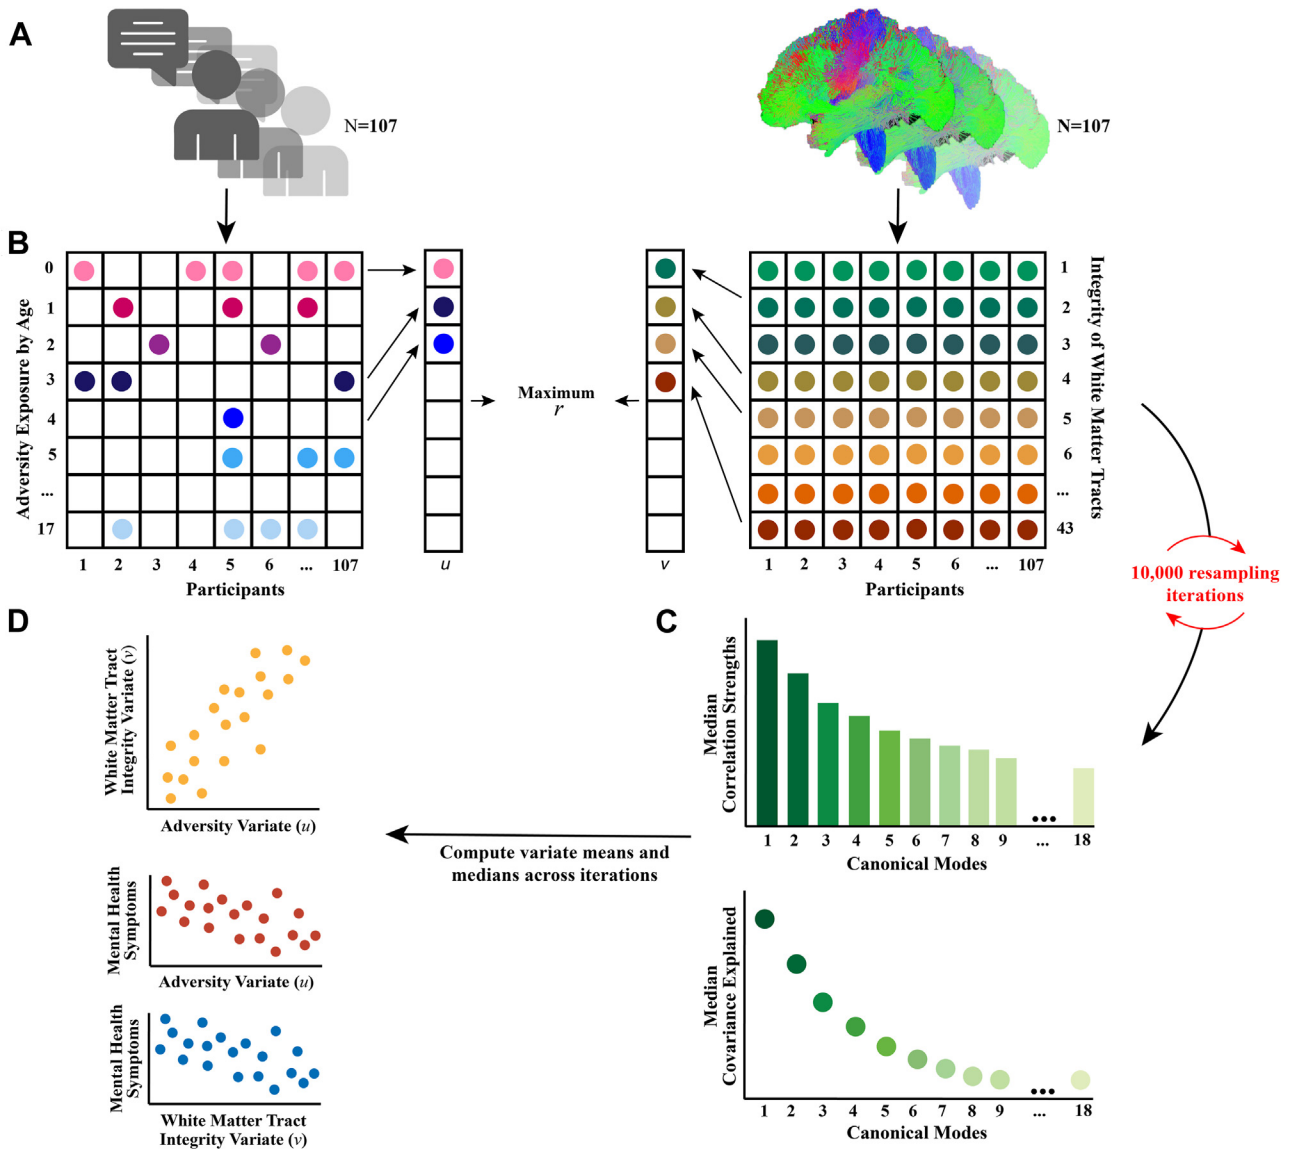 A
N=107
N=107
B
Adversity Exposure by Age
0
1
2
3
4
5
...
17
1 2 3 4 5 6 ... 107
Participants
u
Maximum
r
v
1
2
3
4
5
6
...
43
Integrity of White Matter Tracts
1 2 3 4 5 6 ... 107
Participants
10,000 resampling
iterations
D
White Matter Tract
Integrity Variate (v)
Adversity Variate (u)
Mental Health
Symptoms
Adversity Variate (u)
Mental Health
Symptoms
White Matter Tract
Integrity Variate (v)
Compute variate means and
medians across iterations
C
Median
Correlation Strengths
1 2 3 4 5 6 7 8 9 ... 18
Canonical Modes
Median
Covariance Explained
1 2 3 4 5 6 7 8 9 ... 18
Canonical Modes